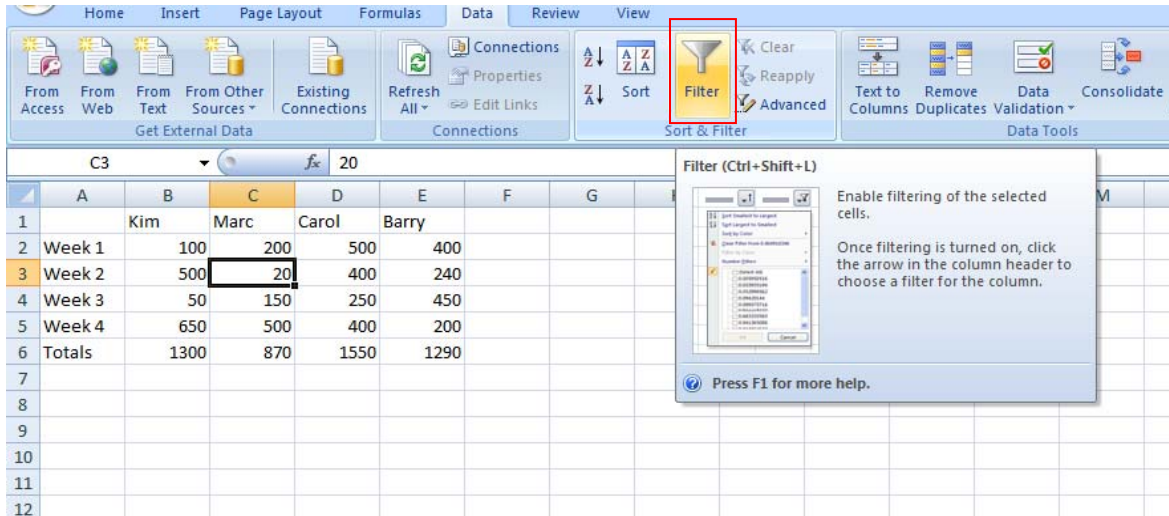 Home Insert Page Layout Formulas Data Review View
From Access
From Web
From Text
From Other Sources
Existing Connections
Get External Data
Refresh All
Connections
Properties
Edit Links
Connections
Sort
Filter
Clear
Reapply
Advanced
Sort & Filter
Text to Columns
Remove Duplicates
Data Validation
Consolidate
Data Tools
C3 fx 20
A B C D E F G M
1 Kim Marc Carol Barry
2 Week 1 100 200 500 400
3 Week 2 500 20 400 240
4 Week 3 50 150 250 450
5 Week 4 650 500 400 200
6 Totals 1300 870 1550 1290
7
8
9
10
11
12
Filter (Ctrl+Shift+L)
Enable filtering of the selected
cells.
Once filtering is turned on, click
the arrow in the column header to
choose a filter for the column.
Press F1 for more help.